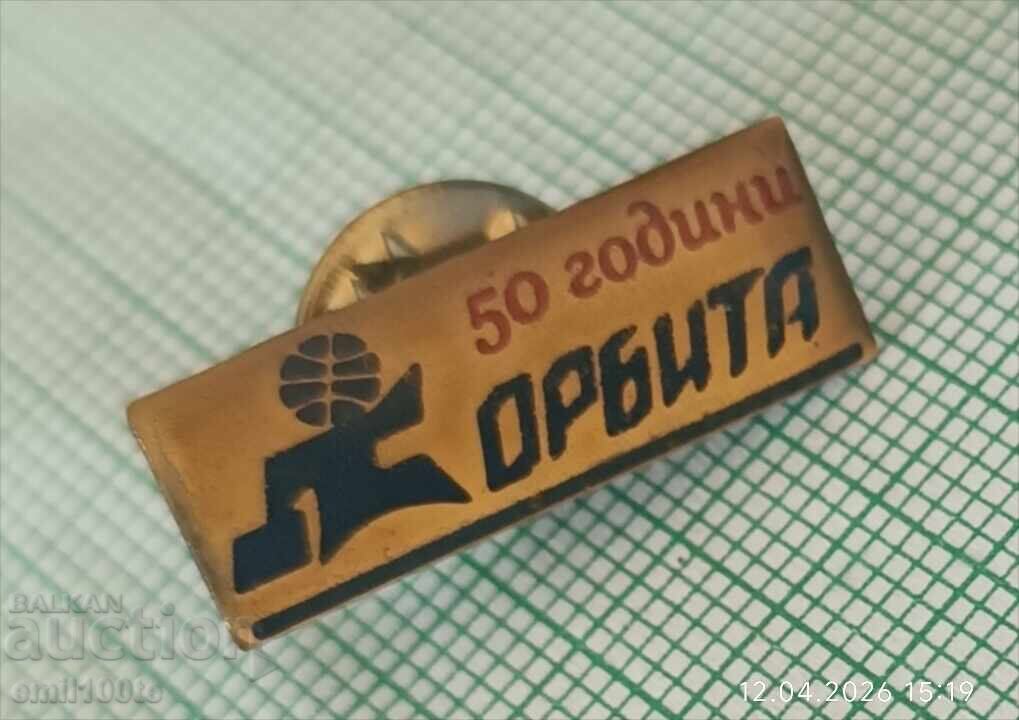 50 години
ОРБИТА
BALKAN
auction
emil100te
12.04.2026 15:19